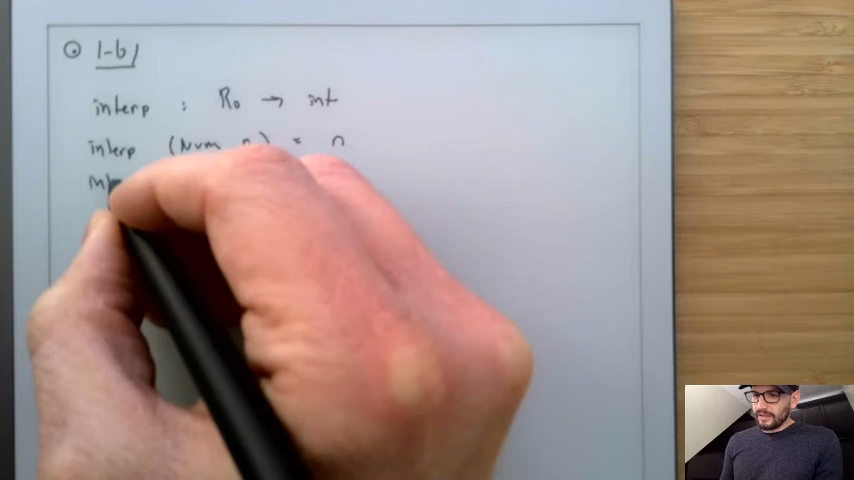 ⊙ 1-6/
interp : R₀ → int
interp (Num n) = n